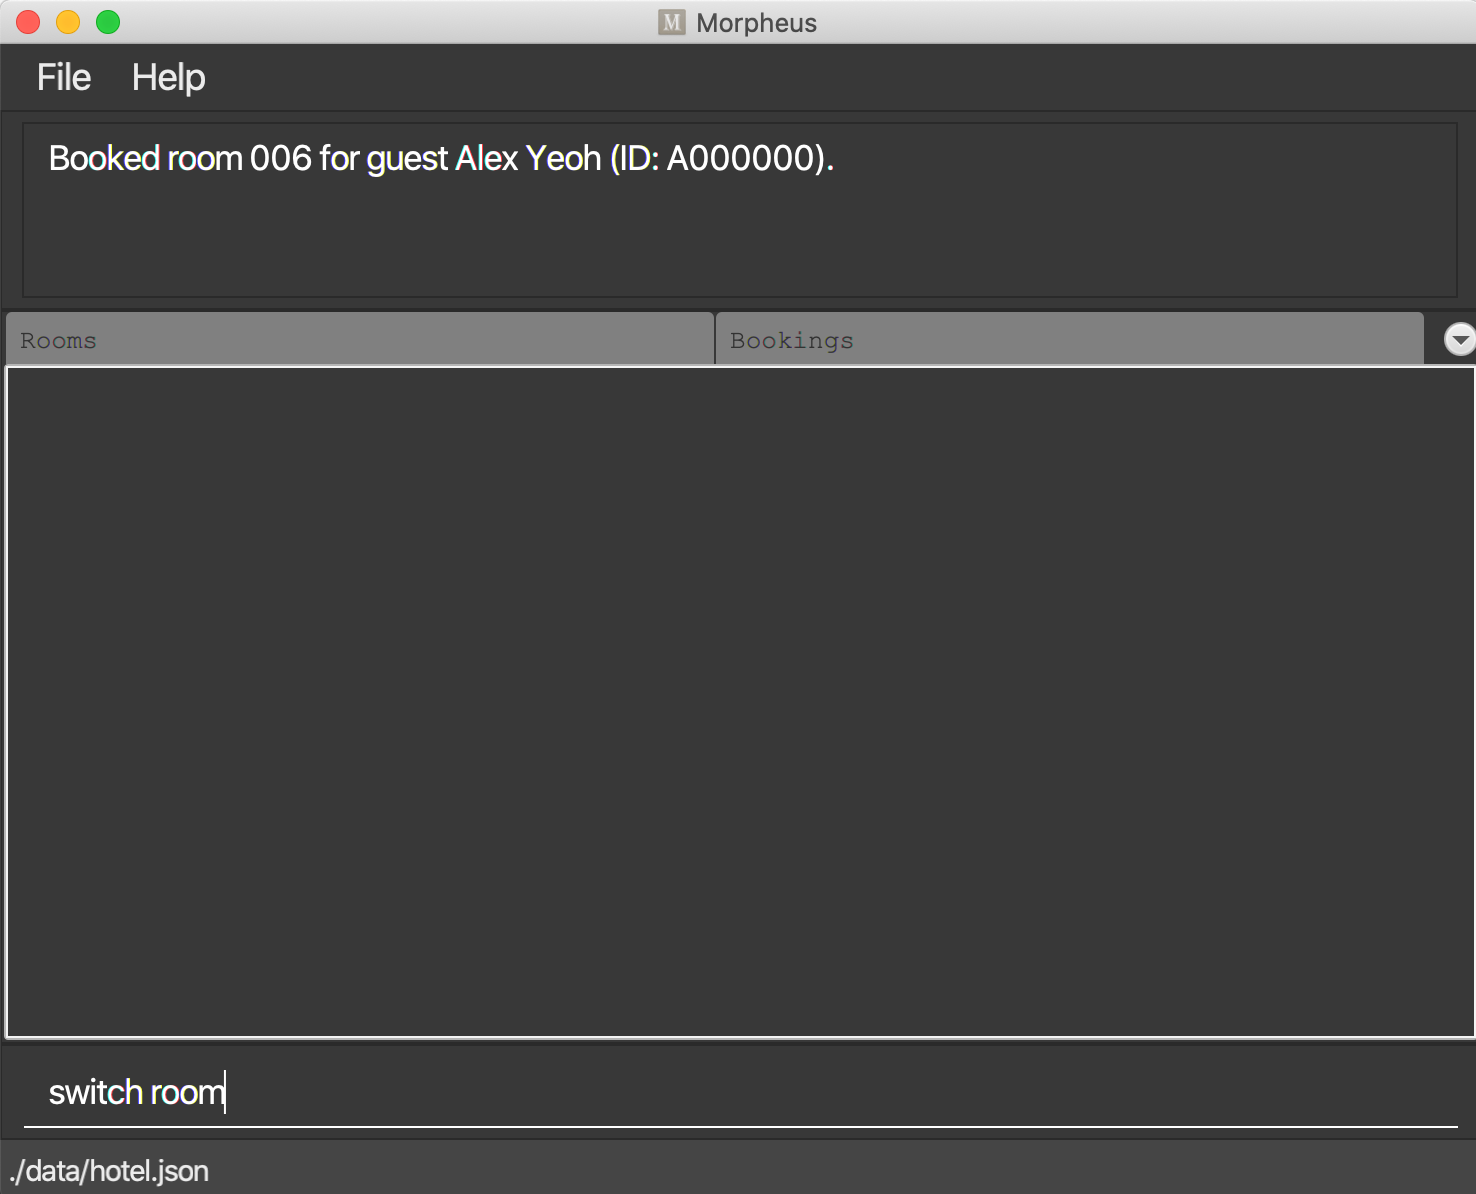 M Morpheus
File Help
Booked room 006 for guest Alex Yeoh (ID: A000000).
Rooms Bookings
switch room
./data/hotel.json